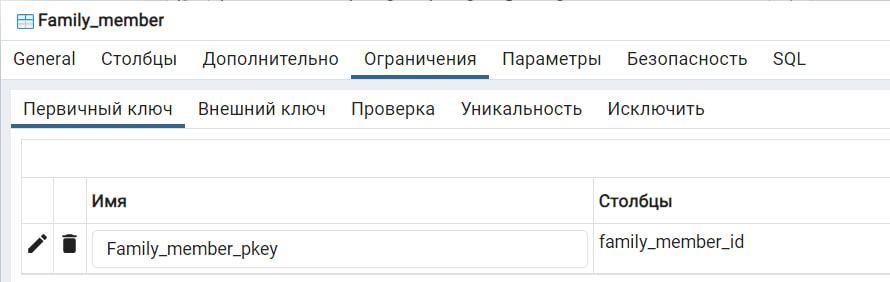 Family_member
General Столбцы Дополнительно Ограничения Параметры Безопасность SQL
Первичный ключ Внешний ключ Проверка Уникальность Исключить
Имя Столбцы
Family_member_pkey family_member_id